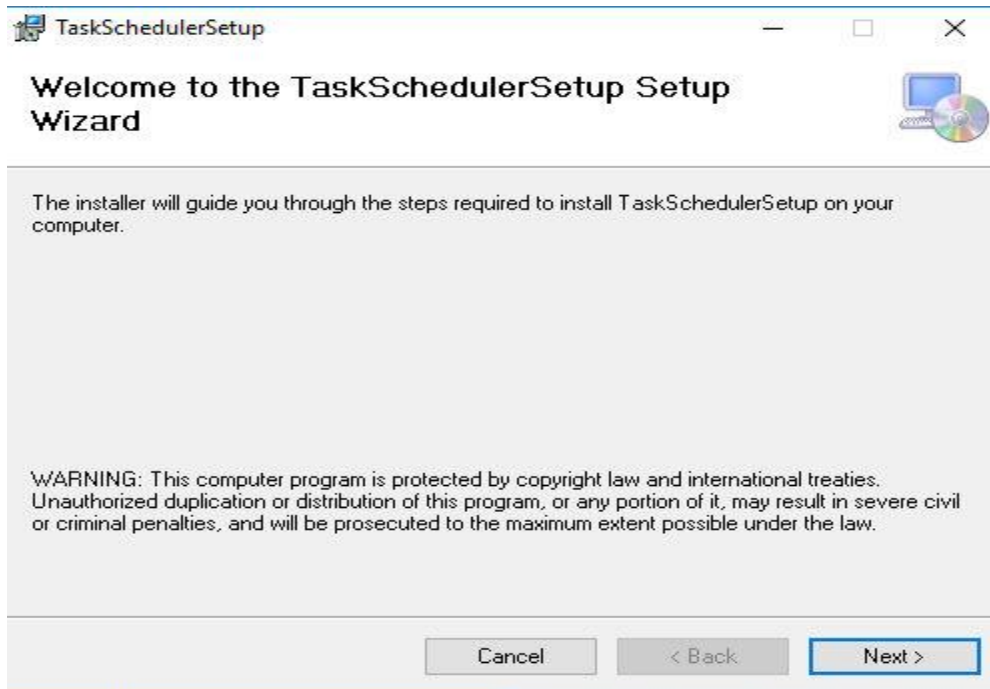 TaskSchedulerSetup
Welcome to the TaskSchedulerSetup Setup
Wizard
The installer will guide you through the steps required to install TaskSchedulerSetup on your
computer.
WARNING: This computer program is protected by copyright law and international treaties.
Unauthorized duplication or distribution of this program, or any portion of it, may result in severe civil
or criminal penalties, and will be prosecuted to the maximum extent possible under the law.
Cancel < Back Next >